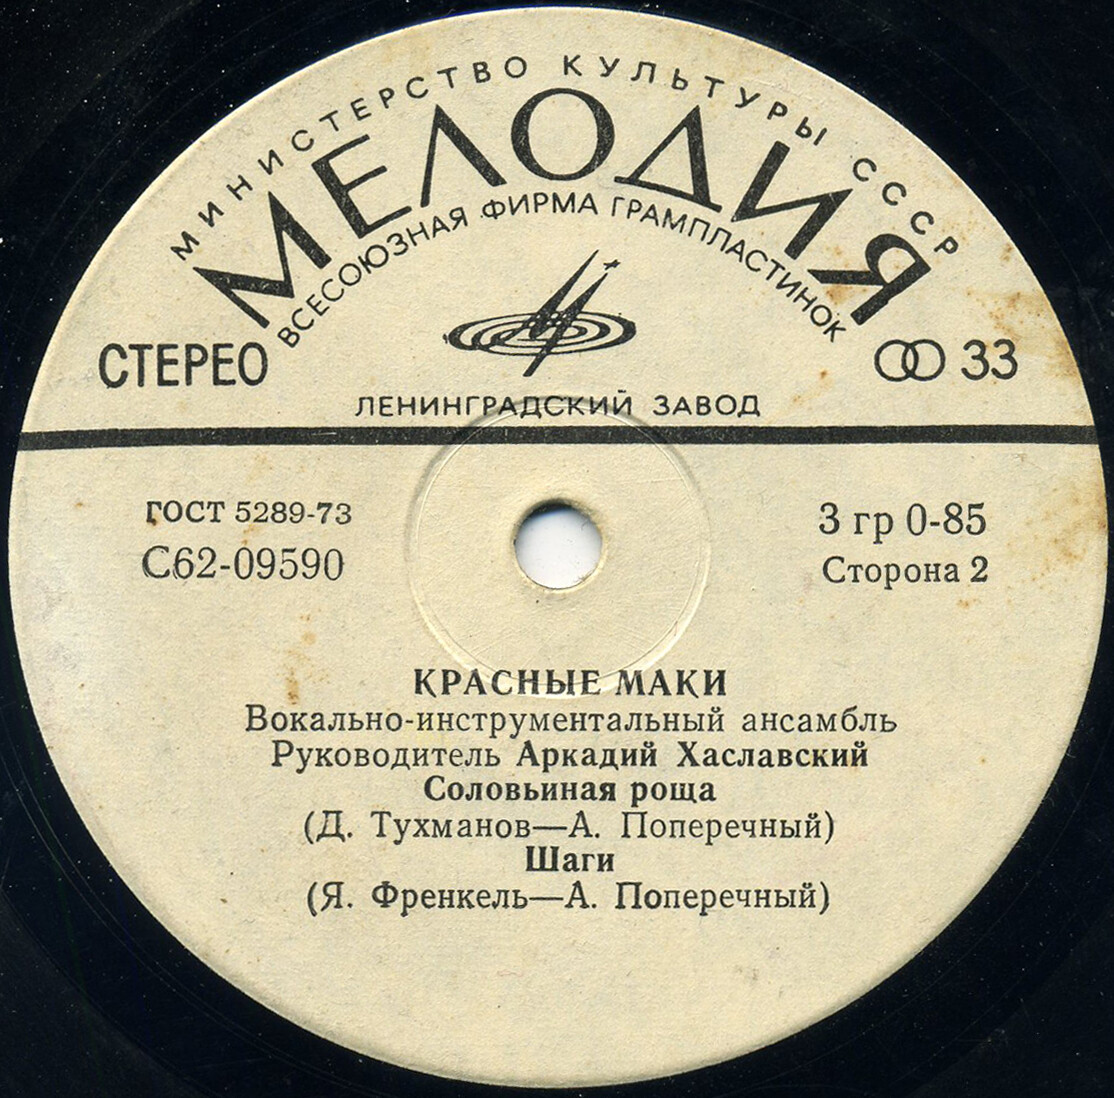 МИНИСТЕРСТВО КУЛЬТУРЫ СССР
МЕЛОДИЯ
ВСЕСОЮЗНАЯ ФИРМА ГРАМПЛАСТИНОК
СТЕРЕО
33
ЛЕНИНГРАДСКИЙ ЗАВОД
ГОСТ 5289-73
3 гр 0-85
С62-09590
Сторона 2
КРАСНЫЕ МАКИ
Вокально-инструментальный ансамбль
Руководитель Аркадий Хаславский
Соловьиная роща
(Д. Тухманов—А. Поперечный)
Шаги
(Я. Френкель—А. Поперечный)